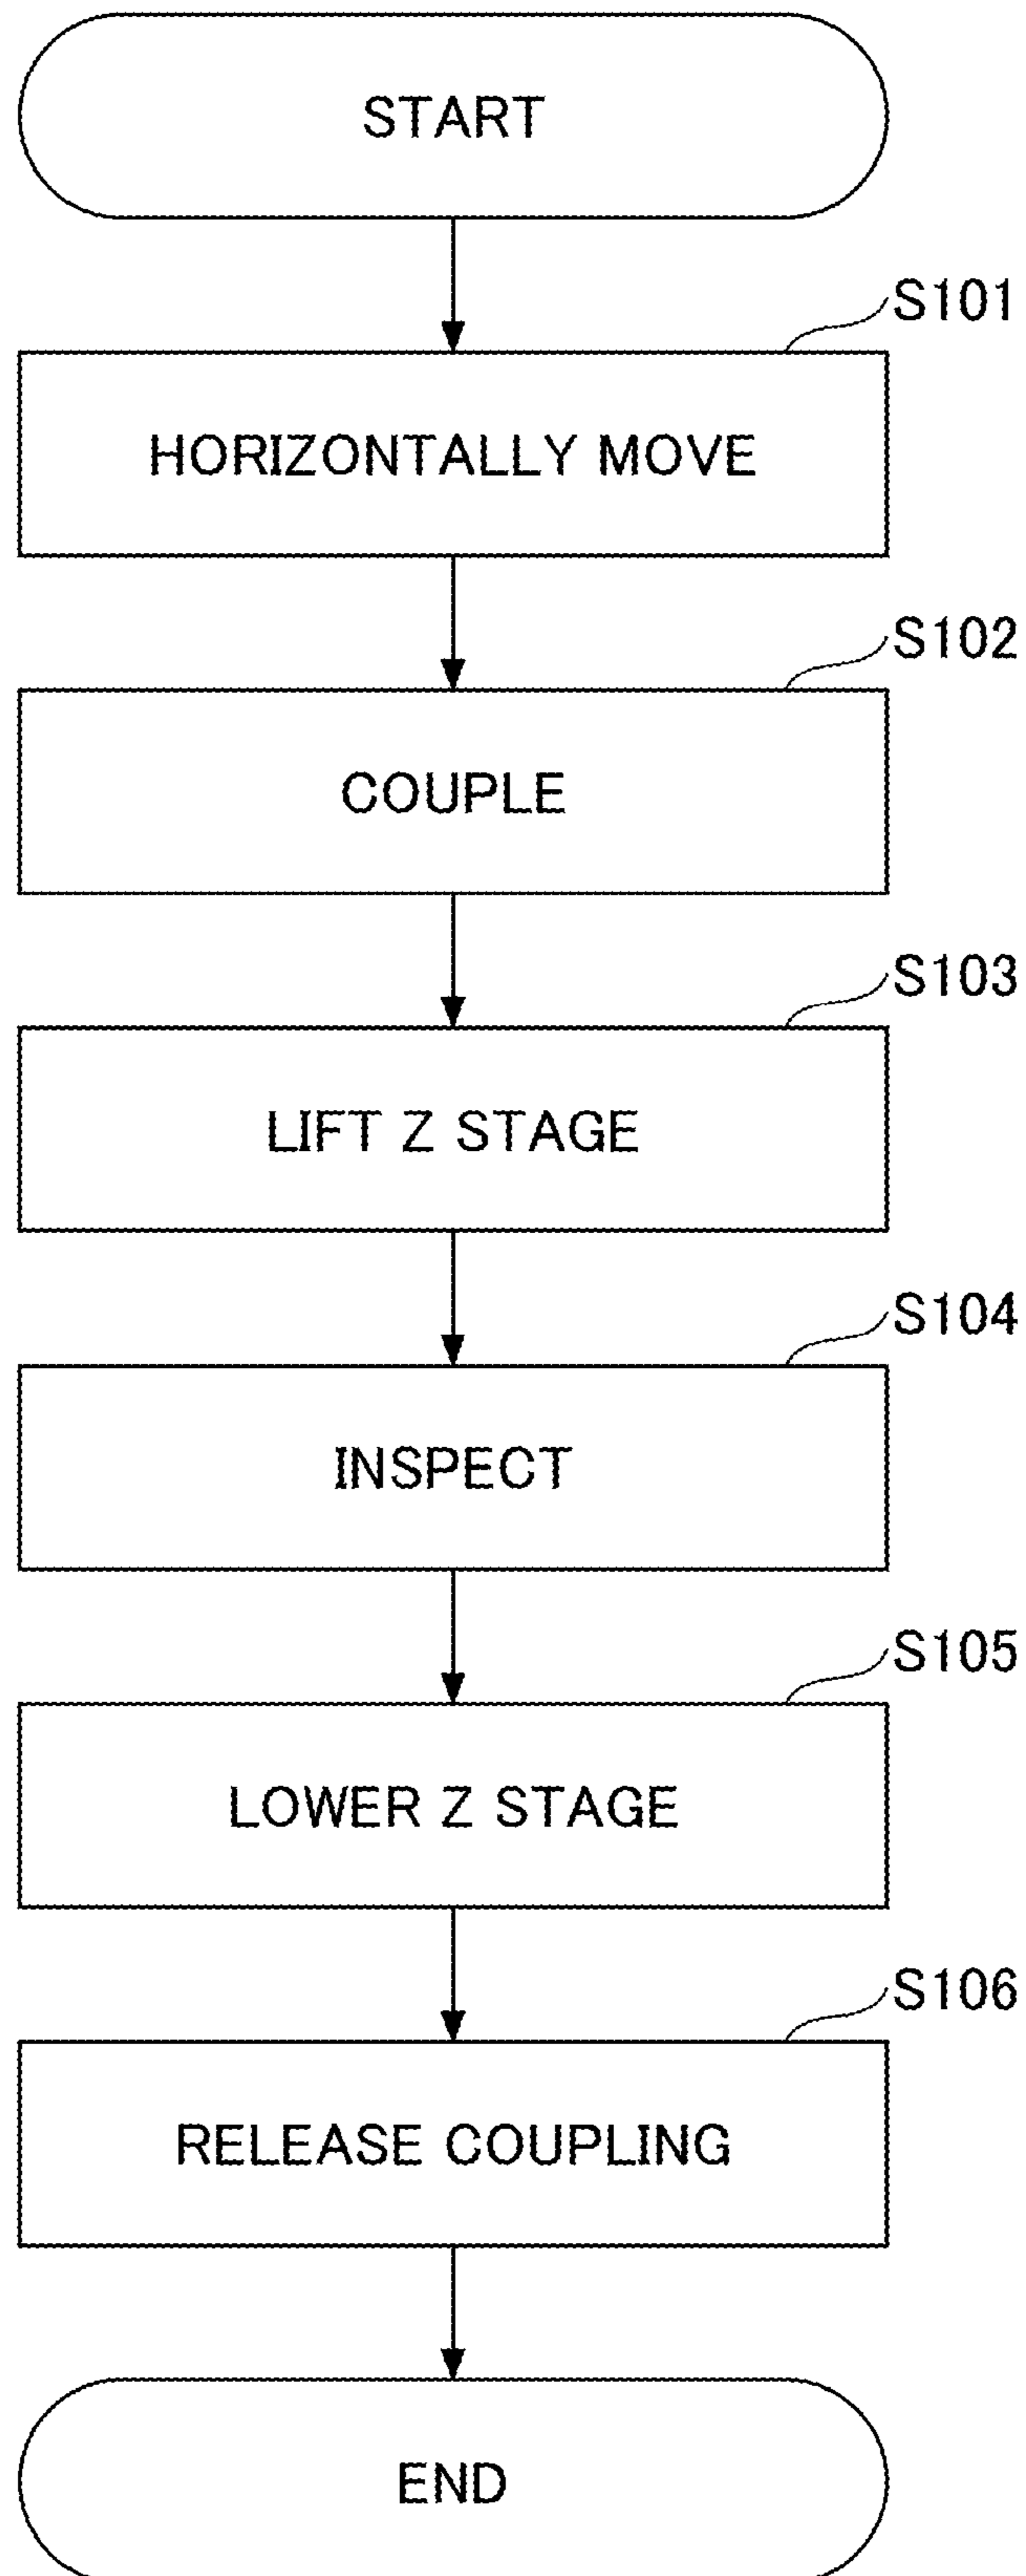 START
S101
HORIZONTALLY MOVE
S102
COUPLE
S103
LIFT Z STAGE
S104
INSPECT
S105
LOWER Z STAGE
S106
RELEASE COUPLING
END